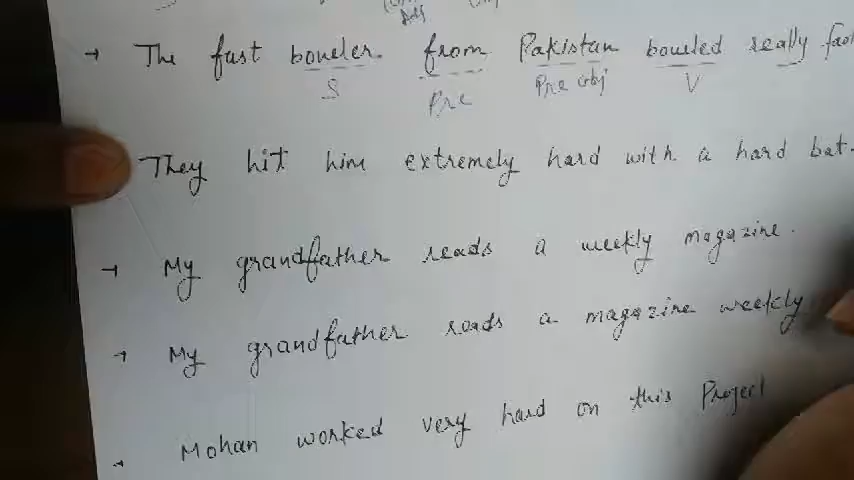 → The fast bowler from Pakistan bowled really
S Pre Pre obj V
They hit him extremely hard with a hard bat.
→ My grandfather reads a weekly magazine.
→ My grandfather reads a magazine weekly
→ Mohan worked very hard on this Project